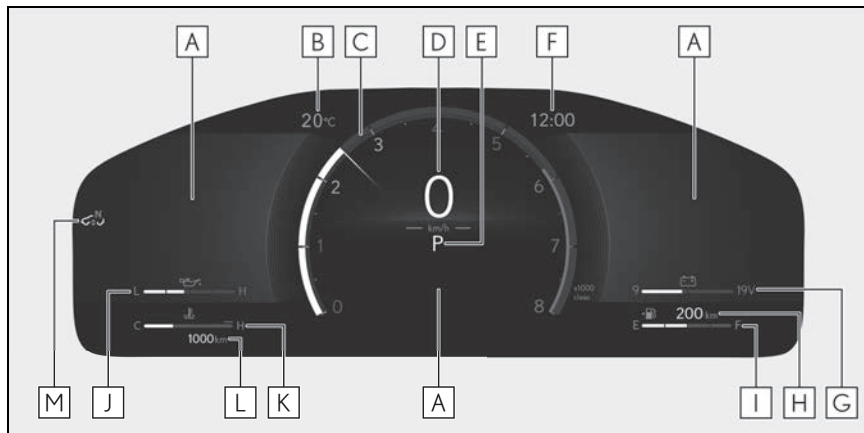 A B C D E F A
20℃ 12:00
3 4 5
2 6
0
km/h
P
1 7
L H 9 19V
0 8 x1000 r/min
C H 200 km
1000 km E F
N
M J L K A I H G